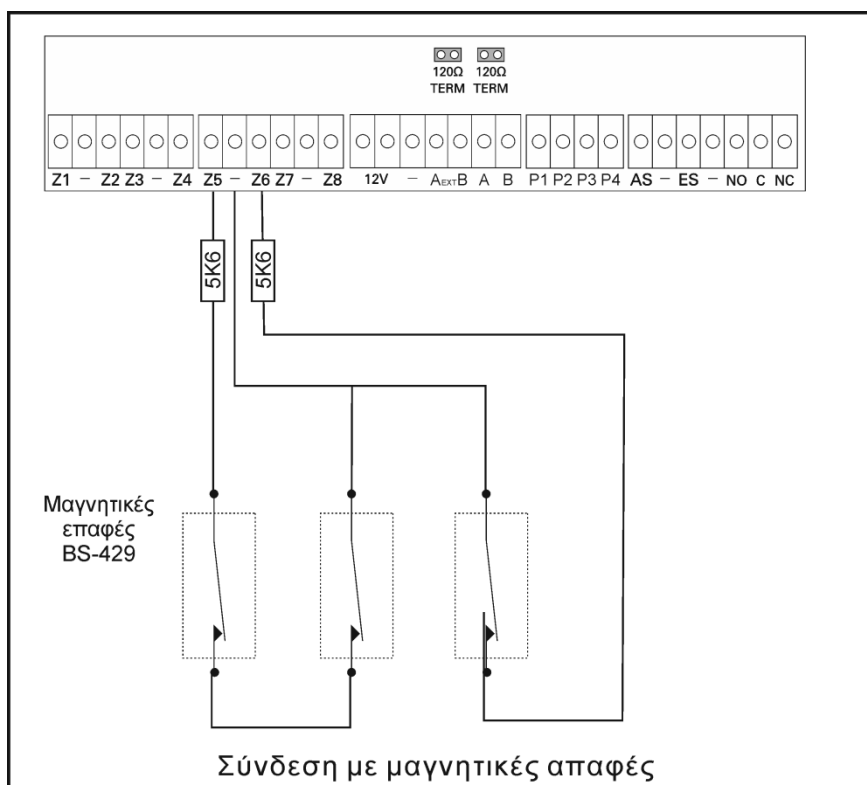 120Ω 120Ω
TERM TERM
Z1 - Z2 Z3 - Z4 Z5 - Z6 Z7 - Z8 12V - AEXTB A B P1 P2 P3 P4 AS - ES - NO C NC
5K6 5K6
Μαγνητικές
επαφές
BS-429
Σύνδεση με μαγνητικές απαφές